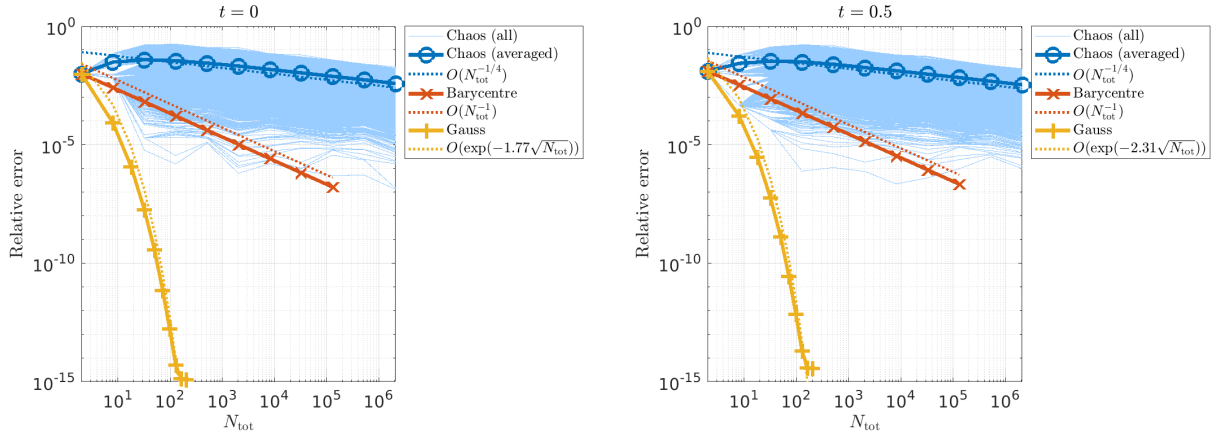 t = 0
10^0
10^-5
10^-10
10^-15
Relative error
10^1 10^2 10^3 10^4 10^5 10^6
N_tot
Chaos (all)
Chaos (averaged)
O(N_tot^{-1/4})
Barycentre
O(N_tot^{-1})
Gauss
O(exp(−1.77√N_tot))
t = 0.5
10^0
10^-5
10^-10
10^-15
Relative error
10^1 10^2 10^3 10^4 10^5 10^6
N_tot
Chaos (all)
Chaos (averaged)
O(N_tot^{-1/4})
Barycentre
O(N_tot^{-1})
Gauss
O(exp(−2.31√N_tot))